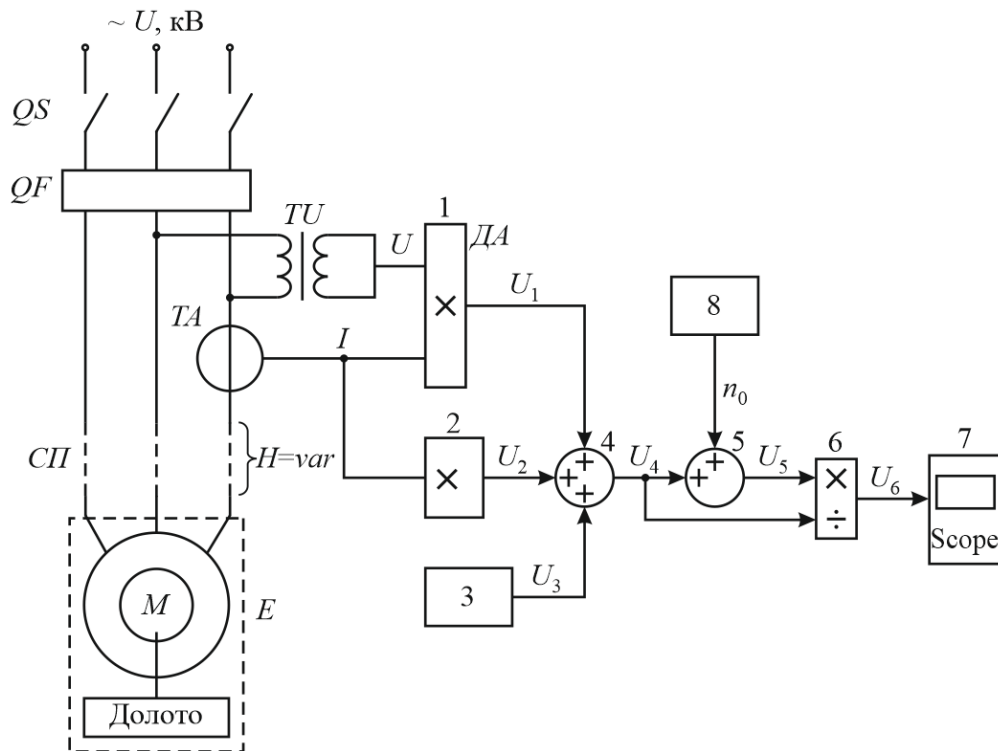 ~ U, кВ
QS
QF
TU
1
ДА
U
U1
8
TA
I
n0
2
4
5
6
7
СП
H=var
U2
U4
U5
U6
+
+
+
+
+
×
×
×
÷
Scope
3
U3
M
E
Долото